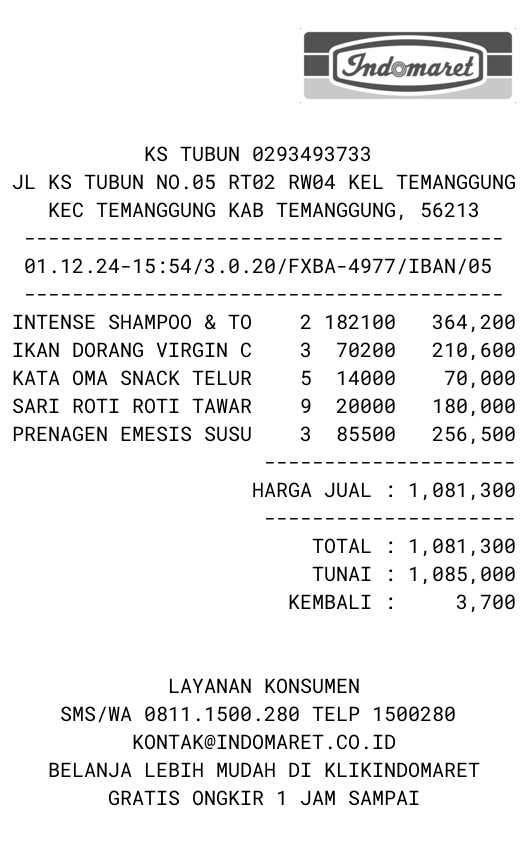 Indomaret
KS TUBUN 0293493733
JL KS TUBUN NO.05 RT02 RW04 KEL TEMANGGUNG
KEC TEMANGGUNG KAB TEMANGGUNG, 56213
----------------------------------------
01.12.24-15:54/3.0.20/FXBA-4977/IBAN/05
----------------------------------------
INTENSE SHAMPOO & TO 2 182100 364,200
IKAN DORANG VIRGIN C 3 70200 210,600
KATA OMA SNACK TELUR 5 14000 70,000
SARI ROTI ROTI TAWAR 9 20000 180,000
PRENAGEN EMESIS SUSU 3 85500 256,500
---------------------
HARGA JUAL : 1,081,300
---------------------
TOTAL : 1,081,300
TUNAI : 1,085,000
KEMBALI : 3,700
LAYANAN KONSUMEN
SMS/WA 0811.1500.280 TELP 1500280
KONTAK@INDOMARET.CO.ID
BELANJA LEBIH MUDAH DI KLIKINDOMARET
GRATIS ONGKIR 1 JAM SAMPAI